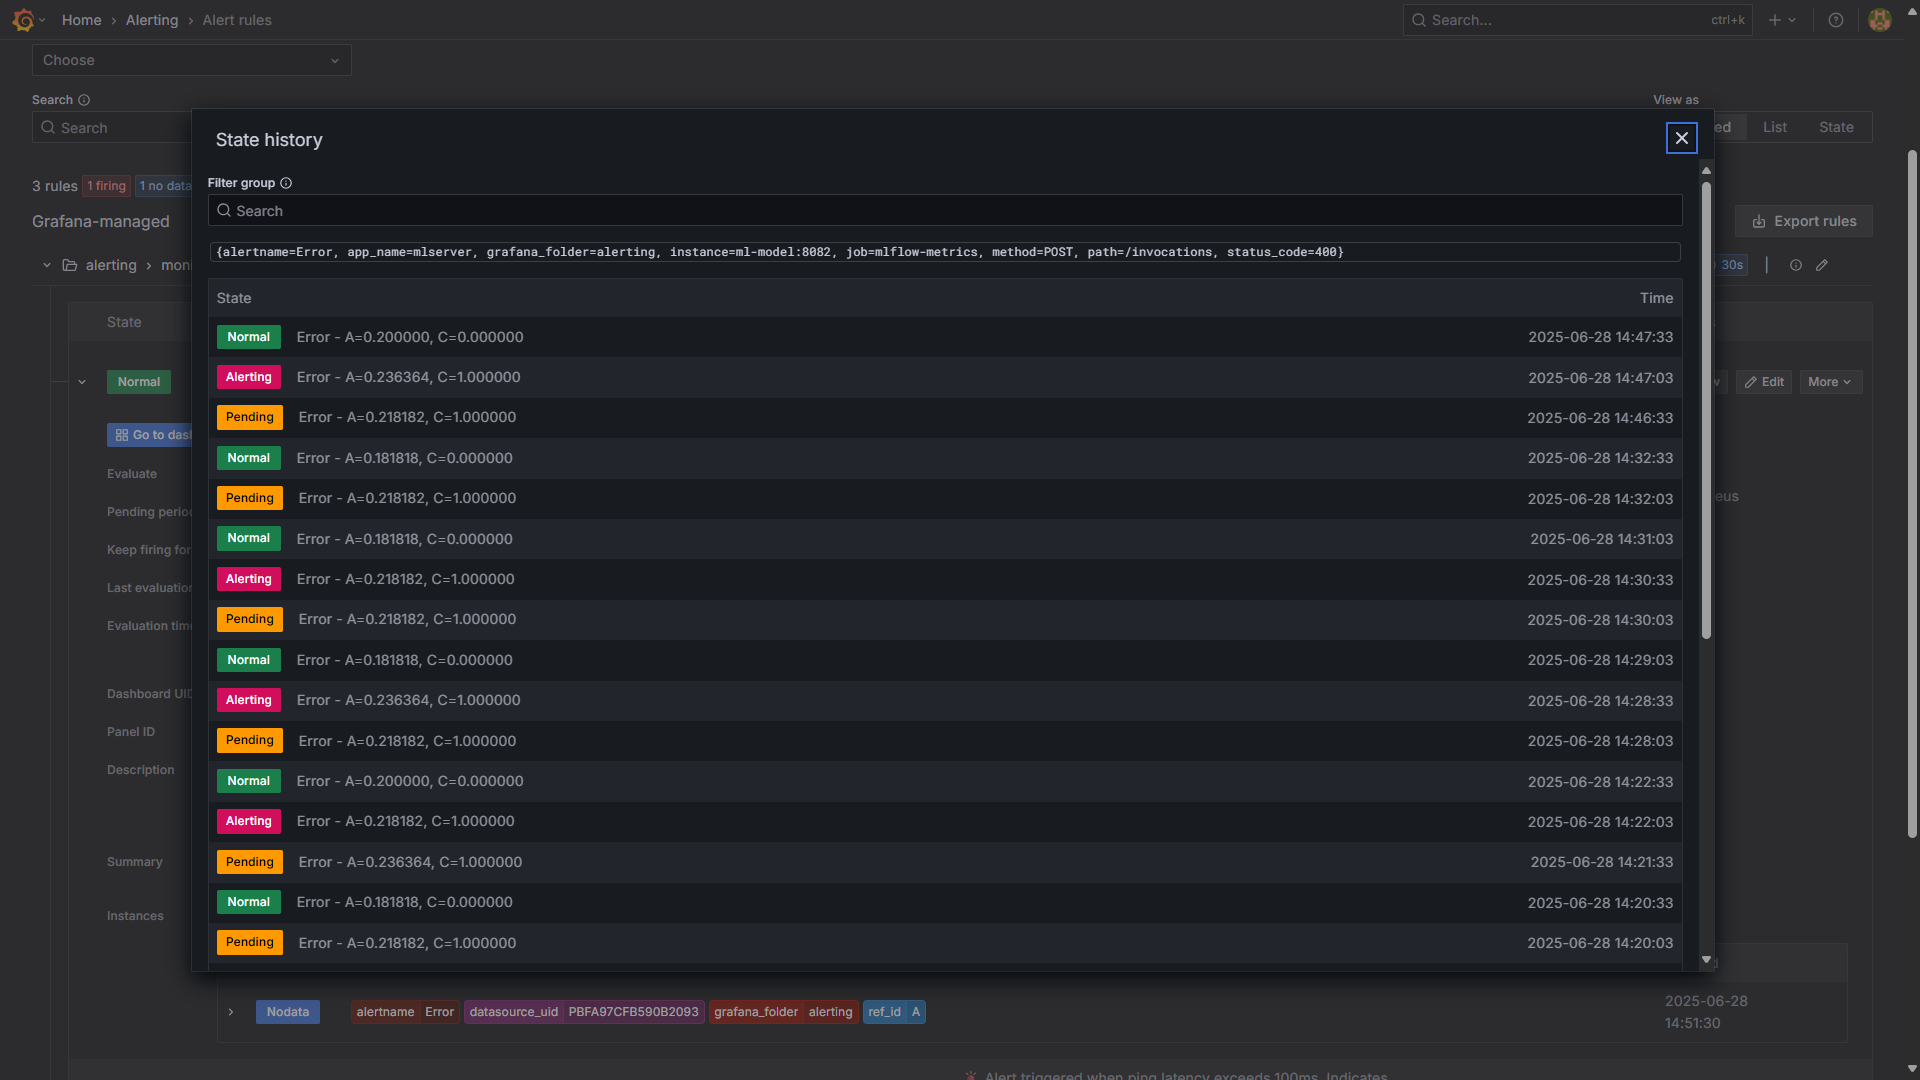 Home › Alerting › Alert rules
Search... ctrl+k
Choose
Search
View as
Search
List State
3 rules 1 firing 1 no data
Grafana-managed
Export rules
alerting › 
30s
State
Normal
Edit More
Go to
Evaluate
Pending
Keep firing for
Last evaluation
Evaluation
Dashboard
Panel ID
Description
Summary
Instances
State history
Filter group
Search
{alertname=Error, app_name=mlserver, grafana_folder=alerting, instance=ml-model:8082, job=mlflow-metrics, method=POST, path=/invocations, status_code=400}
State Time
Normal Error - A=0.200000, C=0.000000 2025-06-28 14:47:33
Alerting Error - A=0.236364, C=1.000000 2025-06-28 14:47:03
Pending Error - A=0.218182, C=1.000000 2025-06-28 14:46:33
Normal Error - A=0.181818, C=0.000000 2025-06-28 14:32:33
Pending Error - A=0.218182, C=1.000000 2025-06-28 14:32:03
Normal Error - A=0.181818, C=0.000000 2025-06-28 14:31:03
Alerting Error - A=0.218182, C=1.000000 2025-06-28 14:30:33
Pending Error - A=0.218182, C=1.000000 2025-06-28 14:30:03
Normal Error - A=0.181818, C=0.000000 2025-06-28 14:29:03
Alerting Error - A=0.236364, C=1.000000 2025-06-28 14:28:33
Pending Error - A=0.218182, C=1.000000 2025-06-28 14:28:03
Normal Error - A=0.200000, C=0.000000 2025-06-28 14:22:33
Alerting Error - A=0.218182, C=1.000000 2025-06-28 14:22:03
Pending Error - A=0.236364, C=1.000000 2025-06-28 14:21:33
Normal Error - A=0.181818, C=0.000000 2025-06-28 14:20:33
Pending Error - A=0.218182, C=1.000000 2025-06-28 14:20:03
Nodata alertname Error datasource_uid PBFA97CFB590B2093 grafana_folder alerting ref_id A
2025-06-28
14:51:30
Alert triggered when ping latency exceeds 100ms. Indicates